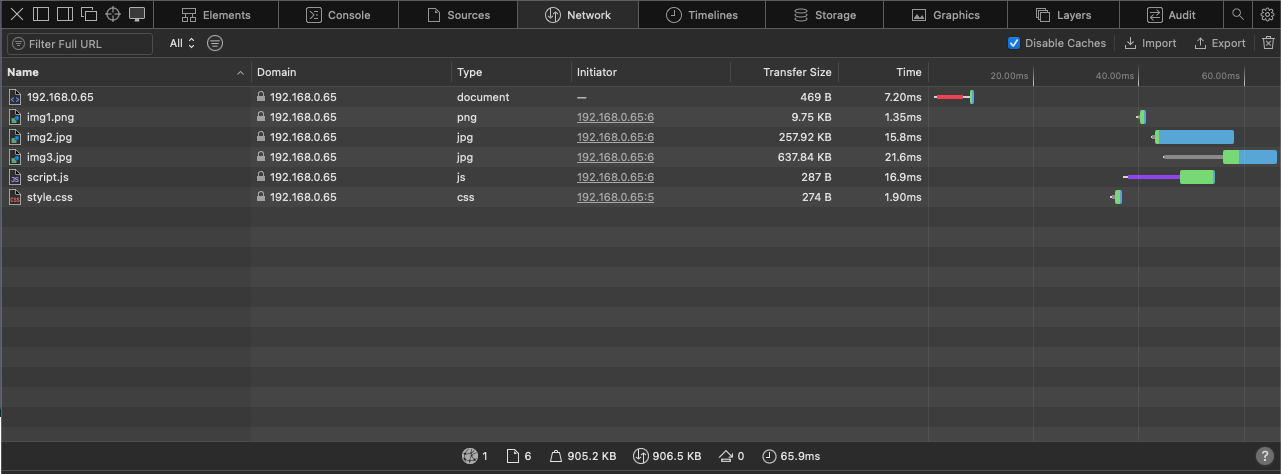 Elements Console Sources Network Timelines Storage Graphics Layers Audit
Filter Full URL All Disable Caches Import Export
Name Domain Type Initiator Transfer Size Time 20.00ms 40.00ms 60.00ms
192.168.0.65 192.168.0.65 document — 469 B 7.20ms
img1.png 192.168.0.65 png 192.168.0.65:6 9.75 KB 1.35ms
img2.jpg 192.168.0.65 jpg 192.168.0.65:6 257.92 KB 15.8ms
img3.jpg 192.168.0.65 jpg 192.168.0.65:6 637.84 KB 21.6ms
JS script.js 192.168.0.65 js 192.168.0.65:6 287 B 16.9ms
CSS style.css 192.168.0.65 css 192.168.0.65:5 274 B 1.90ms
1 6 905.2 KB 906.5 KB 0 65.9ms ?